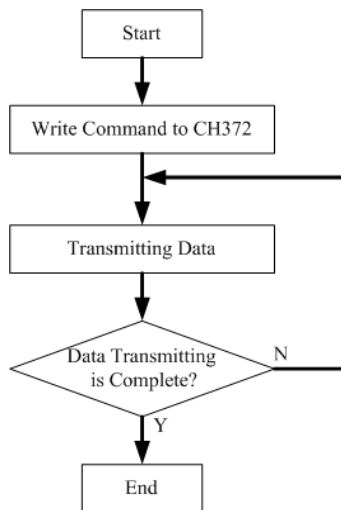 Start
Write Command to CH372
Transmitting Data
Data Transmitting
is Complete?
N
Y
End